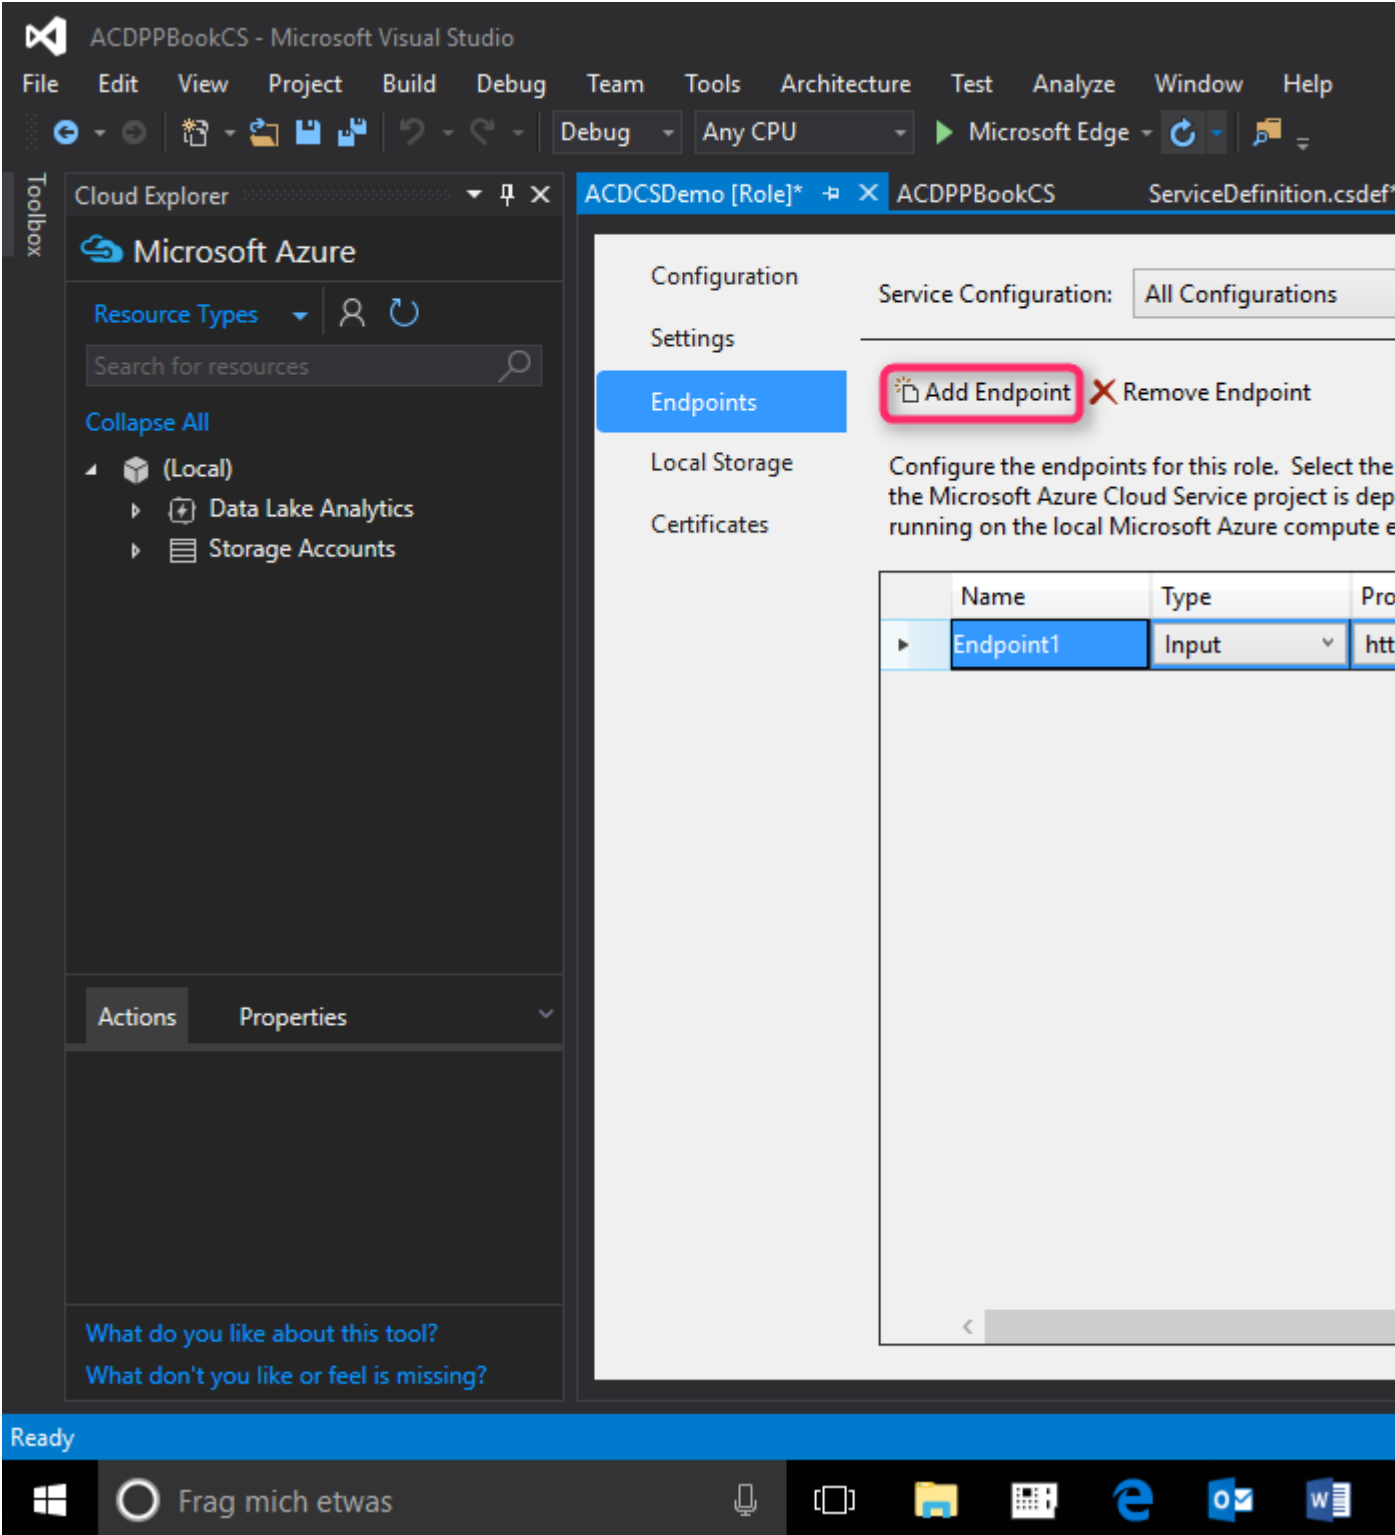 ACDPPBookCS - Microsoft Visual Studio
File Edit View Project Build Debug Team Tools Architecture Test Analyze Window Help
Debug Any CPU Microsoft Edge
Toolbox
Cloud Explorer
Microsoft Azure
Resource Types
Search for resources
Collapse All
(Local)
Data Lake Analytics
Storage Accounts
Actions Properties
What do you like about this tool?
What don't you like or feel is missing?
ACDCSDemo [Role]* ACDPPBookCS ServiceDefinition.csdef*
Configuration
Settings
Endpoints
Local Storage
Certificates
Service Configuration: All Configurations
Add Endpoint Remove Endpoint
Configure the endpoints for this role. Select the
the Microsoft Azure Cloud Service project is dep
running on the local Microsoft Azure compute e
Name Type Pro
Endpoint1 Input htt
Ready
Frag mich etwas